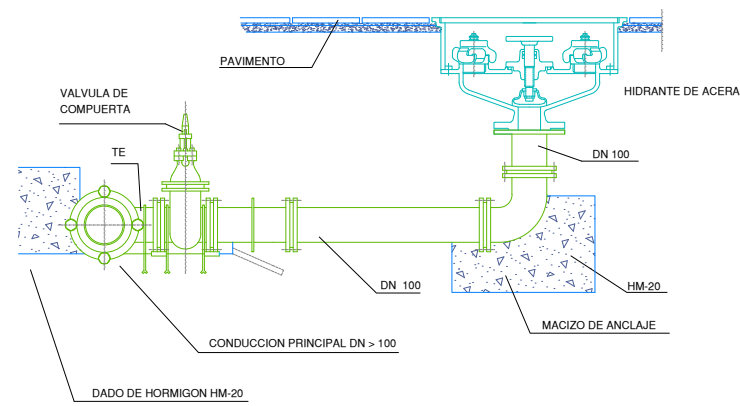 PAVIMENTO
HIDRANTE DE ACERA
VALVULA DE
COMPUERTA
TE
DN 100
DN 100
HM-20
MACIZO DE ANCLAJE
CONDUCCION PRINCIPAL DN > 100
DADO DE HORMIGON HM-20